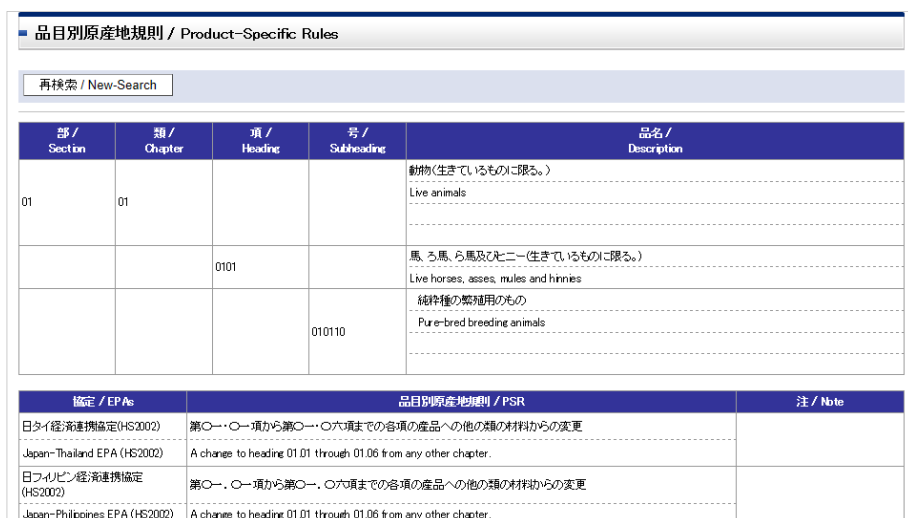 品目別原産地規則 / Product-Specific Rules
再検索 / New-Search
部 / Section 類 / Chapter 項 / Heading 号 / Subheading 品名 / Description
01 01 動物(生きているものに限る。)
Live animals
0101 馬、ろ馬、ら馬及びヒニー(生きているものに限る。)
Live horses, asses, mules and hinnies
010110 純粋種の繁殖用のもの
Pure-bred breeding animals
協定 / EPAs 品目別原産地規則 / PSR 注 / Note
日タイ経済連携協定(HS2002) 第〇一・〇一項から第〇一・〇六項までの各項の産品への他の類の材料からの変更
Japan-Thailand EPA (HS2002) A change to heading 01.01 through 01.06 from any other chapter.
日フィリピン経済連携協定
(HS2002) 第〇一.〇一項から第〇一.〇六項までの各項の産品への他の類の材料からの変更
Japan-Philippines EPA (HS2002) A change to heading 01.01 through 01.06 from any other chapter.